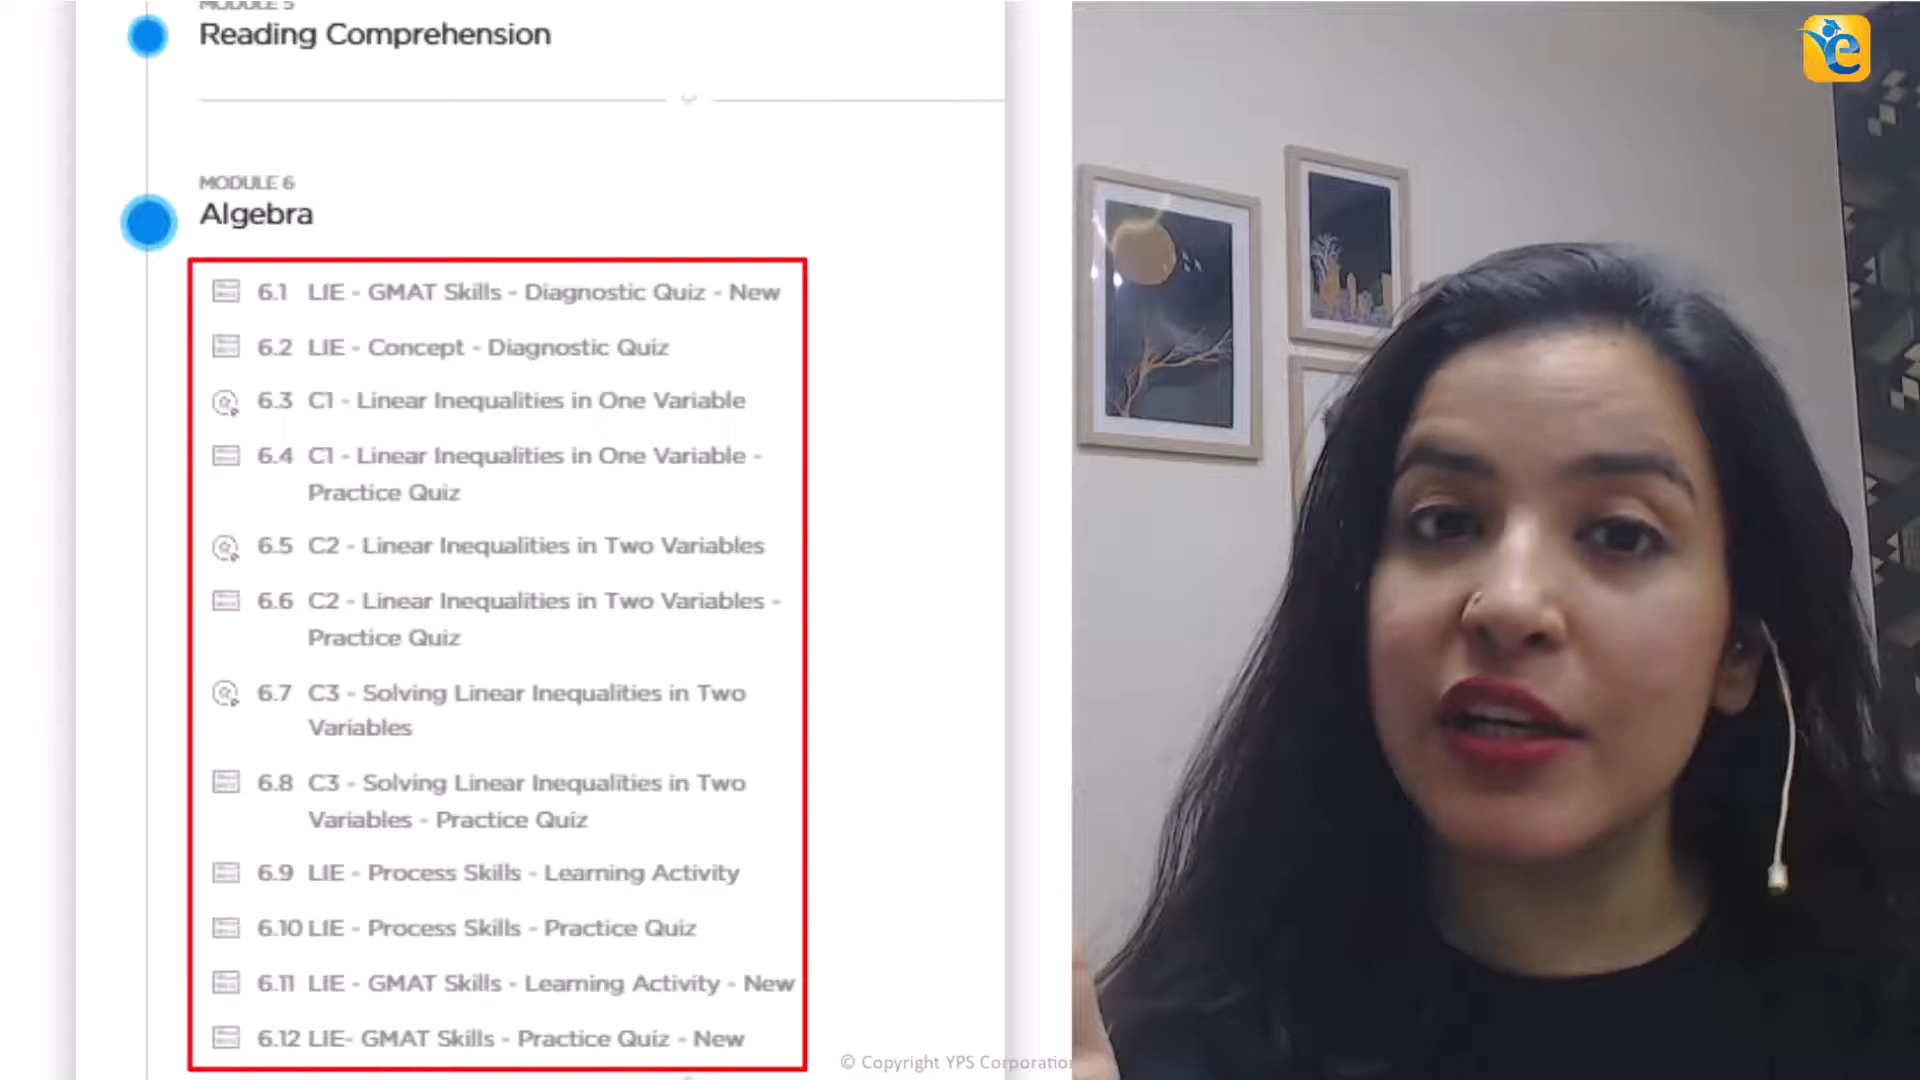 MODULE 5
Reading Comprehension
MODULE 6
Algebra
6.1 LIE - GMAT Skills - Diagnostic Quiz - New
6.2 LIE - Concept - Diagnostic Quiz
6.3 C1 - Linear Inequalities in One Variable
6.4 C1 - Linear Inequalities in One Variable -
Practice Quiz
6.5 C2 - Linear Inequalities in Two Variables
6.6 C2 - Linear Inequalities in Two Variables -
Practice Quiz
6.7 C3 - Solving Linear Inequalities in Two
Variables
6.8 C3 - Solving Linear Inequalities in Two
Variables - Practice Quiz
6.9 LIE - Process Skills - Learning Activity
6.10 LIE - Process Skills - Practice Quiz
6.11 LIE - GMAT Skills - Learning Activity - New
6.12 LIE- GMAT Skills - Practice Quiz - New
© Copyright YPS Corporation
e